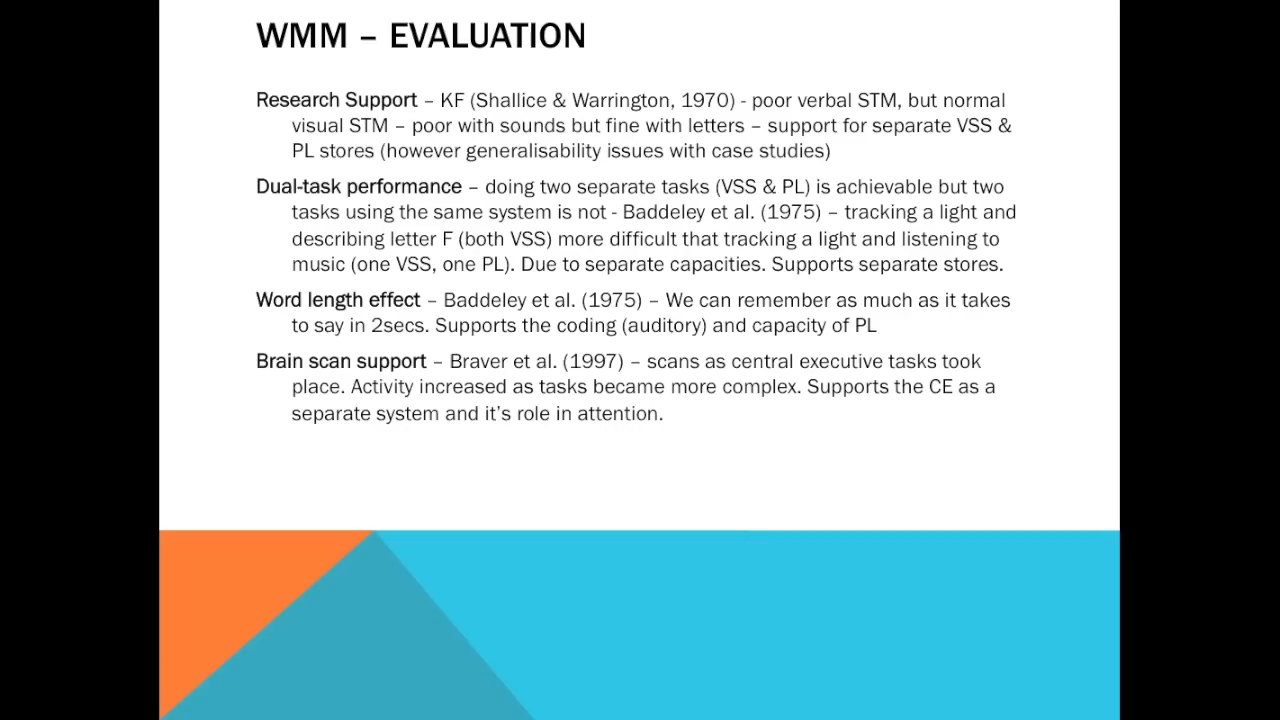 WMM – EVALUATION
Research Support – KF (Shallice & Warrington, 1970) - poor verbal STM, but normal
visual STM – poor with sounds but fine with letters – support for separate VSS &
PL stores (however generalisability issues with case studies)
Dual-task performance – doing two separate tasks (VSS & PL) is achievable but two
tasks using the same system is not - Baddeley et al. (1975) – tracking a light and
describing letter F (both VSS) more difficult that tracking a light and listening to
music (one VSS, one PL). Due to separate capacities. Supports separate stores.
Word length effect – Baddeley et al. (1975) – We can remember as much as it takes
to say in 2secs. Supports the coding (auditory) and capacity of PL
Brain scan support – Braver et al. (1997) – scans as central executive tasks took
place. Activity increased as tasks became more complex. Supports the CE as a
separate system and it's role in attention.